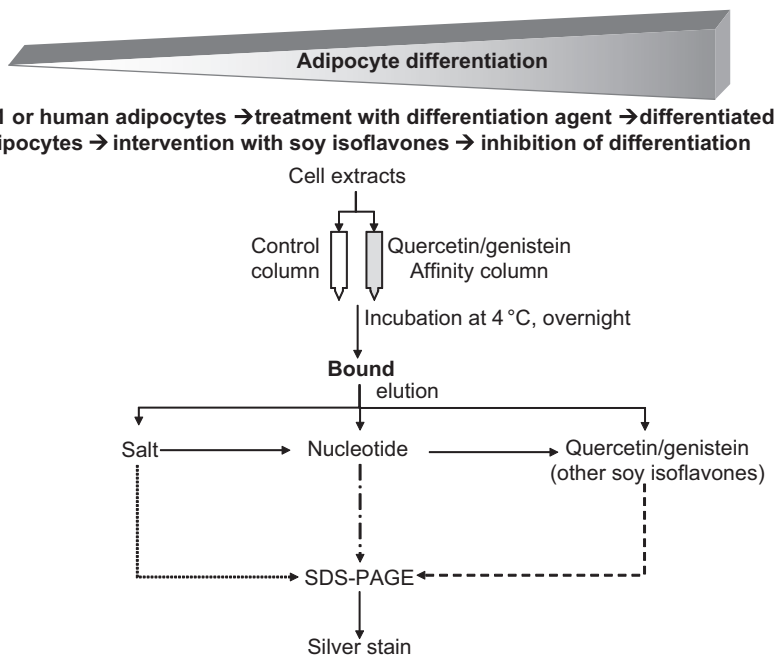 Adipocyte differentiation
or human adipocytes → treatment with differentiation agent → differentiated
→ intervention with soy isoflavones → inhibition of differentiation
Cell extracts
Control
column
Quercetin/genistein
Affinity column
Incubation at 4 °C, overnight
Bound
elution
Salt
Nucleotide
Quercetin/genistein
(other soy isoflavones)
SDS-PAGE
Silver stain